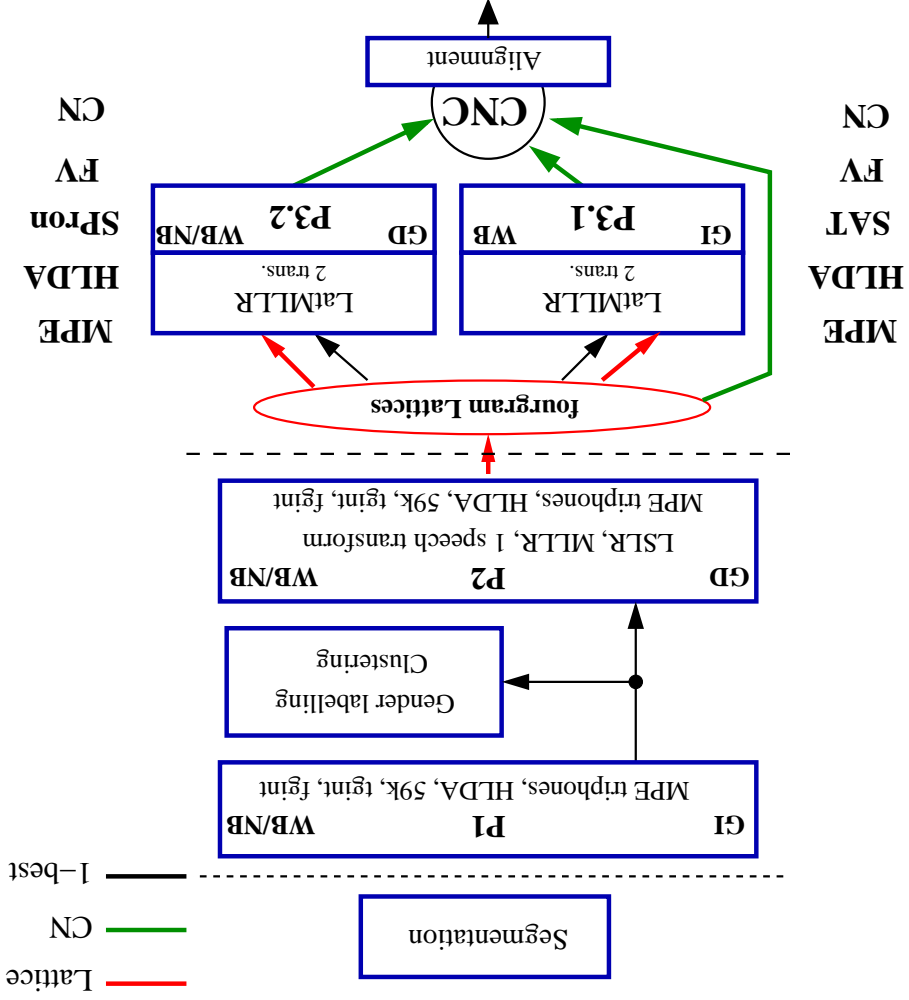 Lattice
Segmentation
CN
1−best
GI P1 WB/NB
MPE triphones, HLDA, 59k, tgint, fgint
Gender labelling
Clustering
GD P2 WB/NB
LSLR, MLLR, 1 speech transform
MPE triphones, HLDA, 59k, tgint, fgint
fourgram Lattices
MPE
HLDA
SAT
FV
CN
LatMLLR
2 trans.
GI P3.1 WB
LatMLLR
2 trans.
GD P3.2 WB/NB
MPE
HLDA
SPron
FV
CN
CNC
Alignment